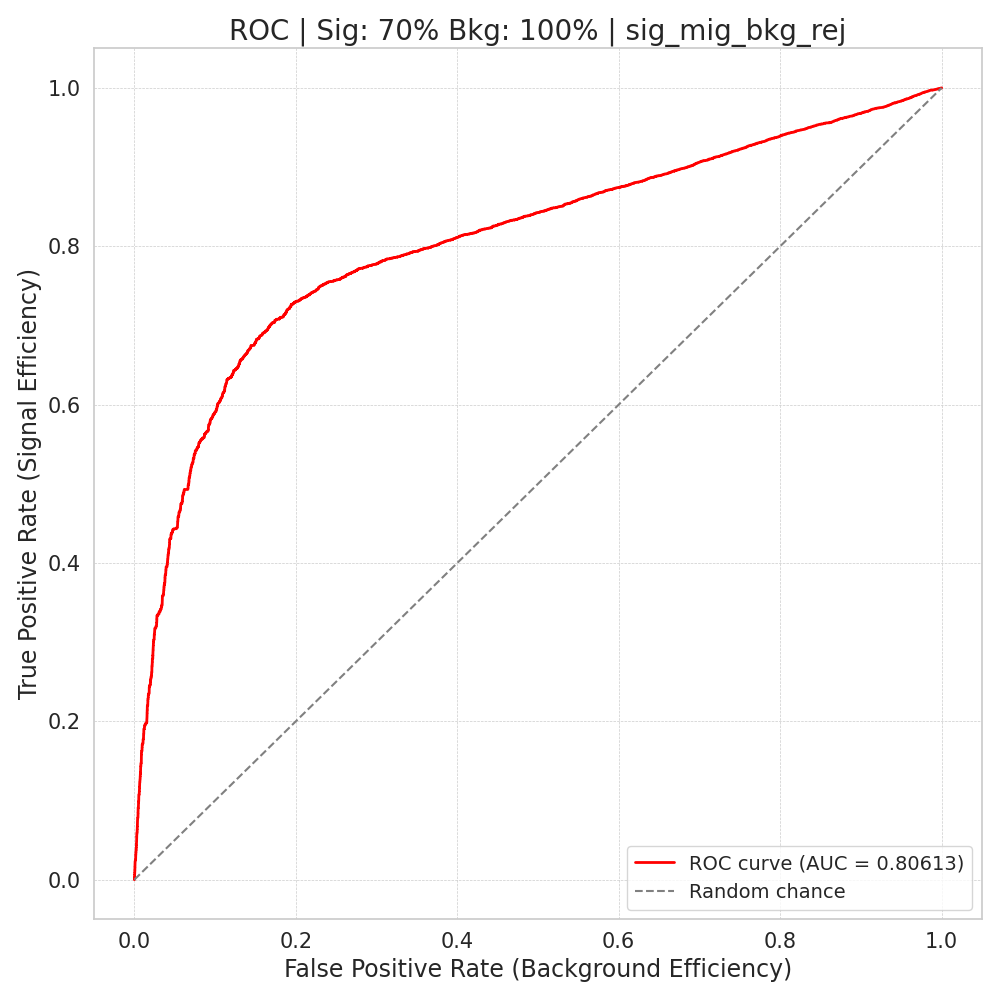 ROC | Sig: 70% Bkg: 100% | sig_mig_bkg_rej
True Positive Rate (Signal Efficiency)
1.0
0.8
0.6
0.4
0.2
0.0
ROC curve (AUC = 0.80613)
Random chance
0.0 0.2 0.4 0.6 0.8 1.0
False Positive Rate (Background Efficiency)